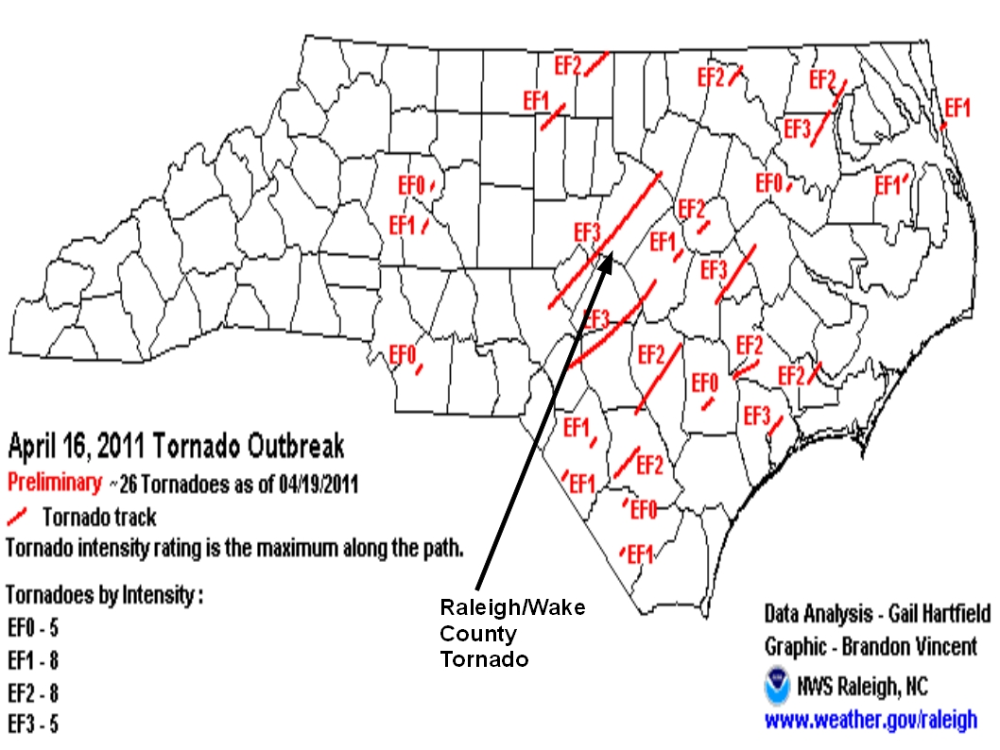 EF2
EF2
EF2
EF1
EF1
EF3
EF0
EF0
EF1
EF2
EF1
EF3
EF1
EF3
EF3
EF2
EF0
EF2
EF2
EF0
EF3
EF1
EF2
EF1
EF0
EF1
April 16, 2011 Tornado Outbreak
Preliminary ~26 Tornadoes as of 04/19/2011
Tornado track
Tornado intensity rating is the maximum along the path.
Tornadoes by Intensity :
EF0 - 5
EF1 - 8
EF2 - 8
EF3 - 5
Raleigh/Wake
County
Tornado
Data Analysis - Gail Hartfield
Graphic - Brandon Vincent
NWS Raleigh, NC
www.weather.gov/raleigh